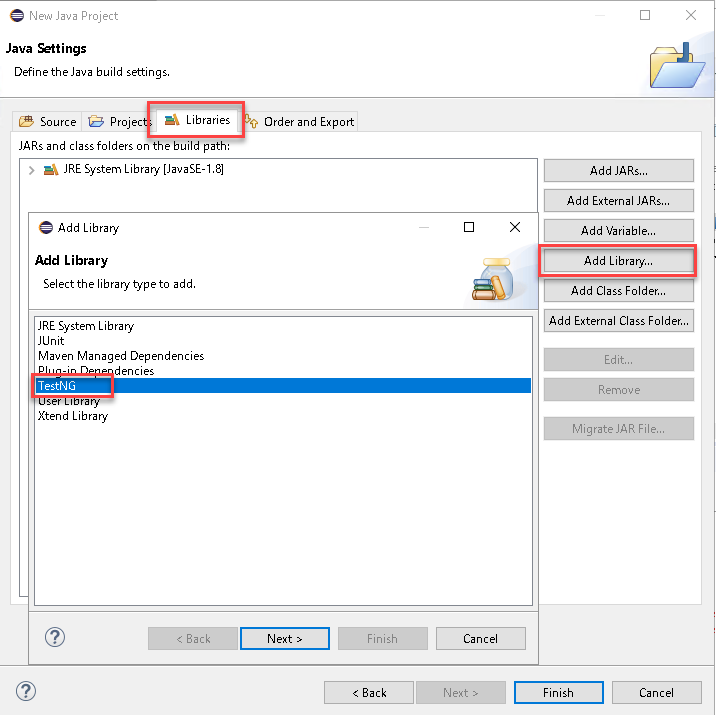 New Java Project
Java Settings
Define the Java build settings.
Source Projects Libraries Order and Export
JARs and class folders on the build path:
JRE System Library [JavaSE-1.8]
Add JARs...
Add External JARs...
Add Variable...
Add Library...
Add Class Folder...
Add External Class Folder...
Edit...
Remove
Migrate JAR File...
Add Library
Add Library
Select the library type to add.
JRE System Library
JUnit
Maven Managed Dependencies
Plug-in Dependencies
TestNG
User Library
Xtend Library
? < Back Next > Finish Cancel
? < Back Next > Finish Cancel